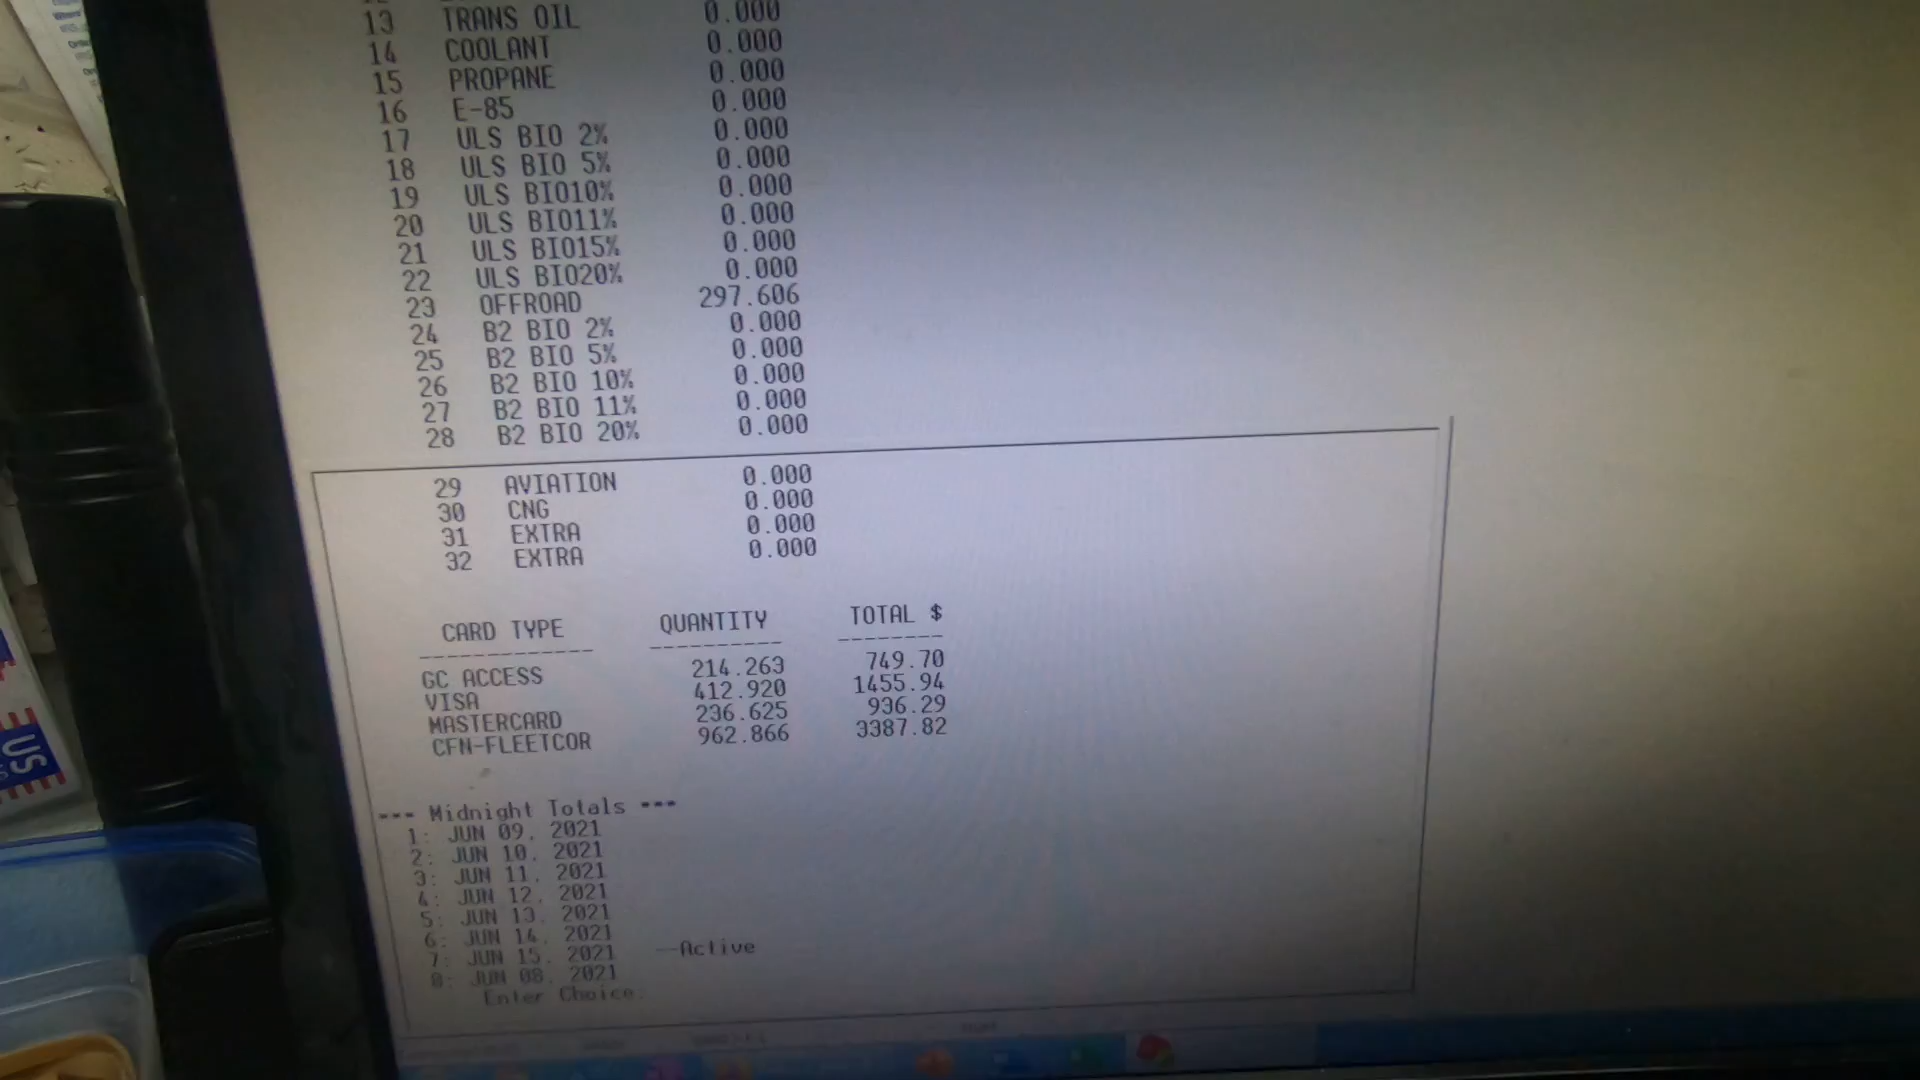 13 TRANS OIL 0.000
14 COOLANT 0.000
15 PROPANE 0.000
16 E-85 0.000
17 ULS BIO 2% 0.000
18 ULS BIO 5% 0.000
19 ULS BIO10% 0.000
20 ULS BIO11% 0.000
21 ULS BIO15% 0.000
22 ULS BIO20% 0.000
23 OFFROAD 297.606
24 B2 BIO 2% 0.000
25 B2 BIO 5% 0.000
26 B2 BIO 10% 0.000
27 B2 BIO 11% 0.000
28 B2 BIO 20% 0.000
29 AVIATION 0.000
30 CNG 0.000
31 EXTRA 0.000
32 EXTRA 0.000
CARD TYPE QUANTITY TOTAL $
------------- ---------- --------
GC ACCESS 214.263 749.70
VISA 412.920 1455.94
MASTERCARD 236.625 936.29
CFN-FLEETCOR 962.866 3387.82
--- Midnight Totals ---
1: JUN 09, 2021
2: JUN 10, 2021
3: JUN 11, 2021
4: JUN 12, 2021
5: JUN 13, 2021
6: JUN 14, 2021
7: JUN 15, 2021 --Active
8: JUN 08, 2021
Enter Choice:
US